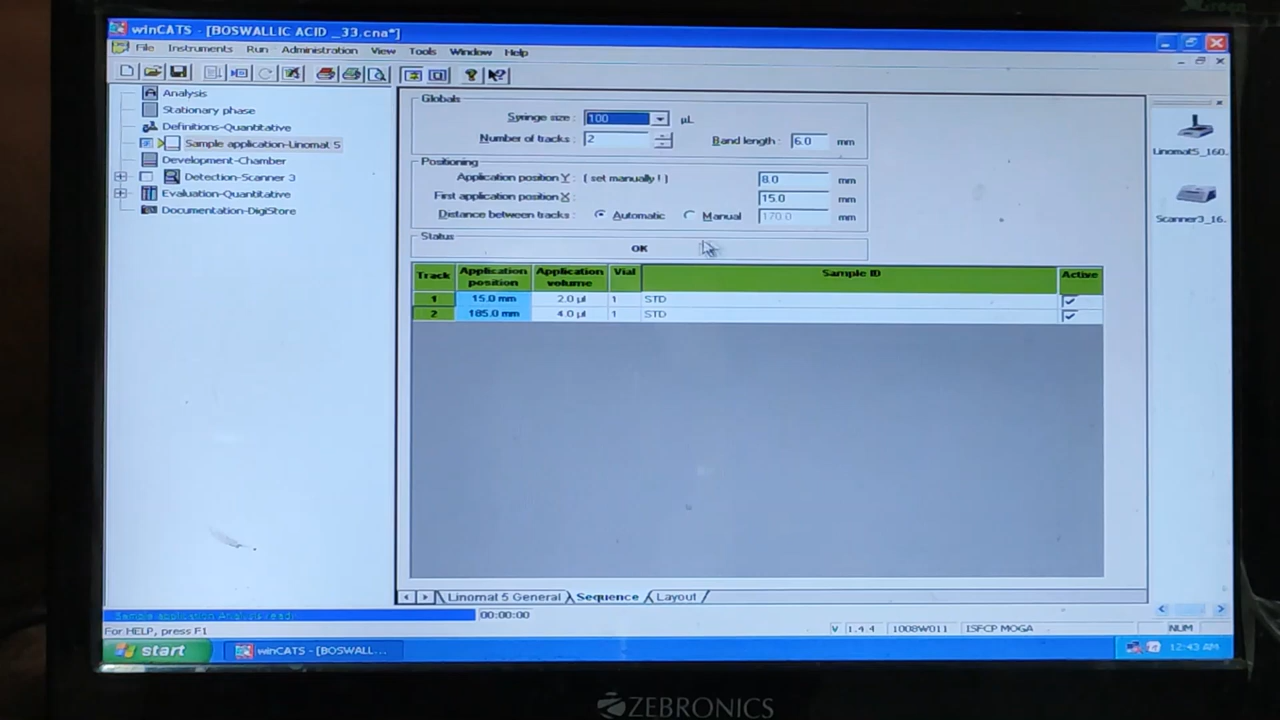 winCATS - [BOSWALLIC ACID _33.cna*]
File Instruments Run Administration View Tools Window Help
Analysis
Stationary phase
Definitions-Quantitative
Sample application-Linomat 5
Development-Chamber
Detection-Scanner 3
Evaluation-Quantitative
Documentation-DigiStore
Globals
Syringe size : 100 µL
Number of tracks : 2 Band length : 6.0 mm
Positioning
Application position Y : ( set manually ! ) 8.0 mm
First application position X : 15.0 mm
Distance between tracks : Automatic Manual 170.0 mm
Status
OK
Track Application position Application volume Vial Sample ID Active
1 15.0 mm 2.0 µl 1 STD
2 185.0 mm 4.0 µl 1 STD
Linomat5_160.
Scanner3_16.
Linomat 5 General Sequence Layout
Sample application Analysis ready 00:00:00
For HELP, press F1 V 1.4.4 1008W011 ISFCP MOGA NUM
start winCATS - [BOSWALL... 12:43 AM
ZEBRONICS